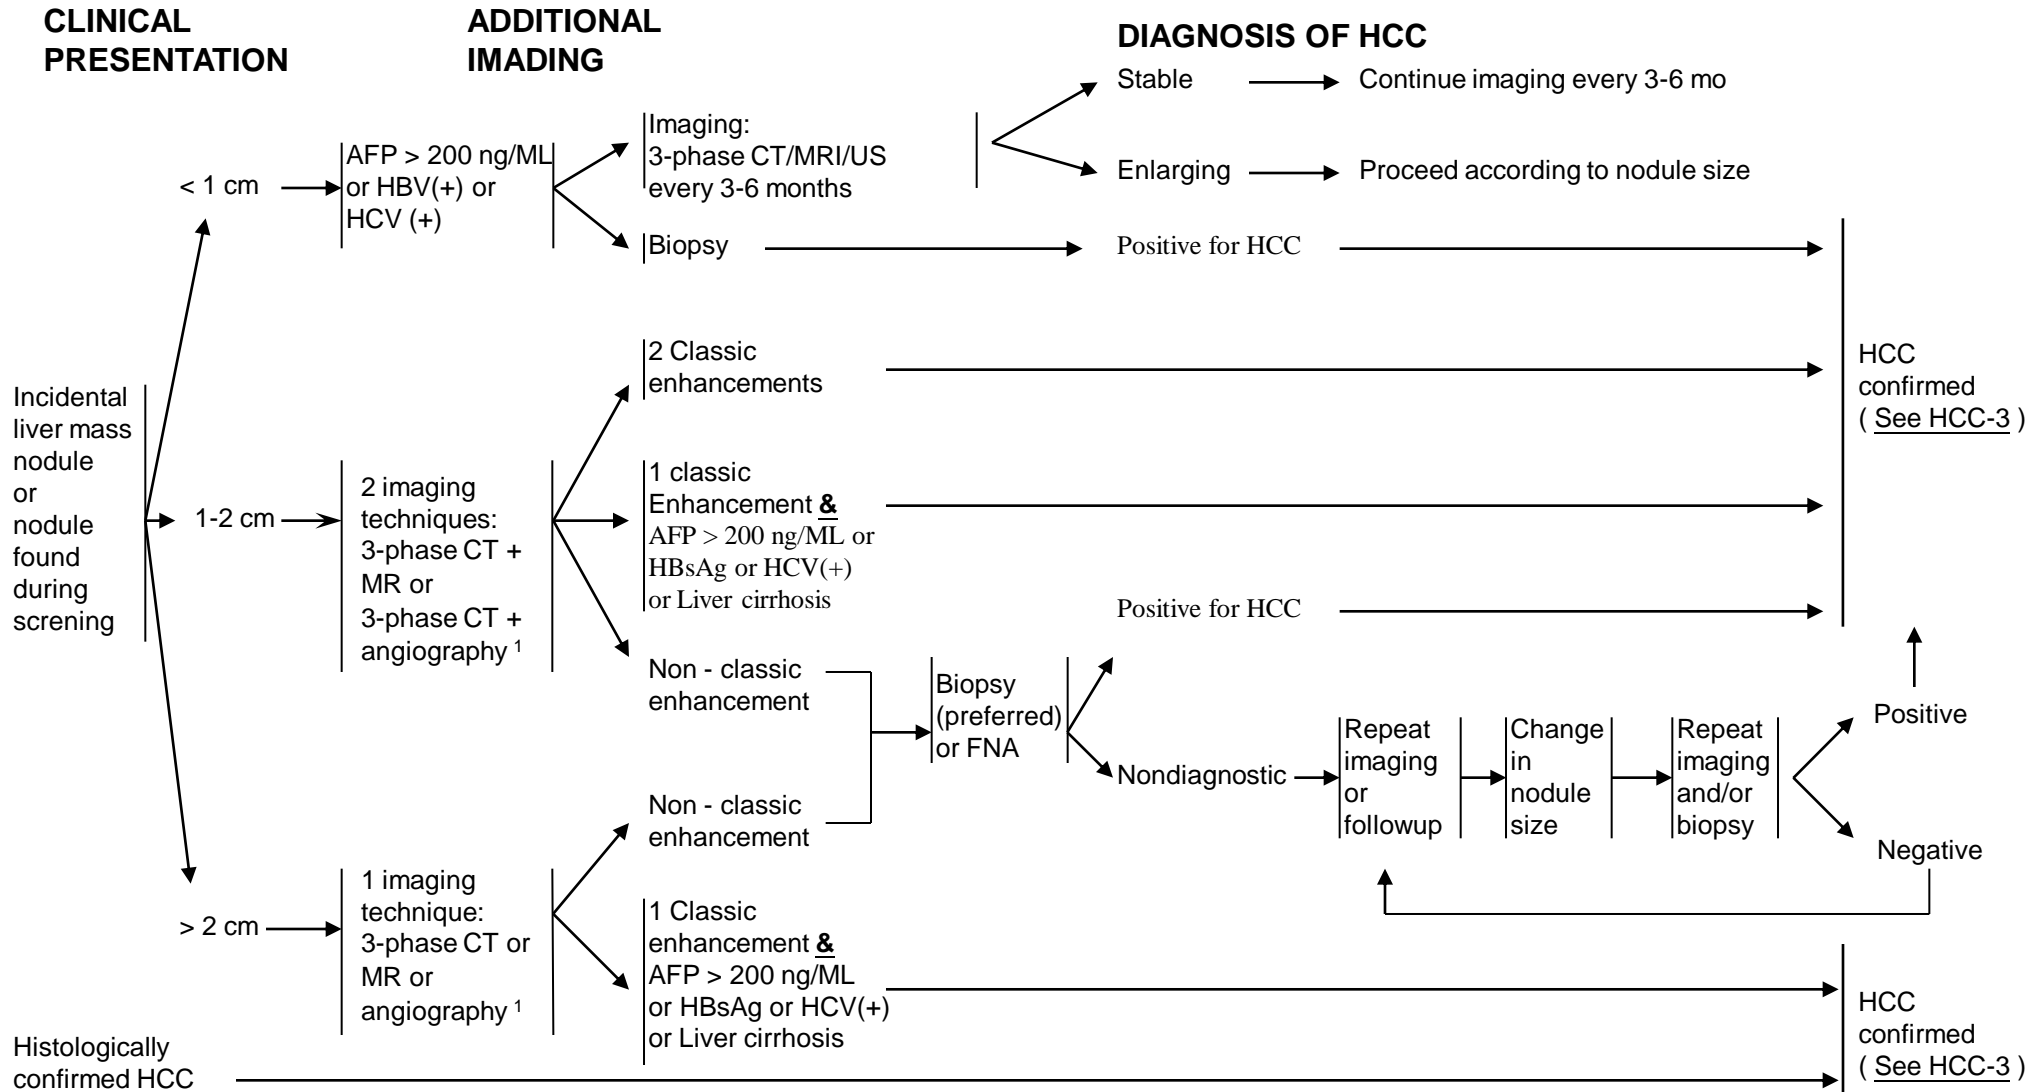 CLINICAL
PRESENTATION
ADDITIONAL
IMADING
DIAGNOSIS OF HCC
Stable
Continue imaging every 3-6 mo
Imaging:
3-phase CT/MRI/US
every 3-6 months
AFP > 200 ng/ML
or HBV(+) or
HCV (+)
< 1 cm
Enlarging
Proceed according to nodule size
Biopsy
Positive for HCC
2 Classic
enhancements
HCC
confirmed
( See HCC-3 )
Incidental
liver mass
nodule
or
nodule
found
during
screning
1-2 cm
2 imaging
techniques:
3-phase CT +
MR or
3-phase CT +
angiography 1
1 classic
Enhancement &
AFP > 200 ng/ML or
HBsAg or HCV(+)
or Liver cirrhosis
Positive for HCC
Non - classic
enhancement
Biopsy
(preferred)
or FNA
Nondiagnostic
Repeat
imaging
or
followup
Change
in
nodule
size
Repeat
imaging
and/or
biopsy
Positive
Negative
Non - classic
enhancement
> 2 cm
1 imaging
technique:
3-phase CT or
MR or
angiography 1
1 Classic
enhancement &
AFP > 200 ng/ML
or HBsAg or HCV(+)
or Liver cirrhosis
HCC
confirmed
( See HCC-3 )
Histologically
confirmed HCC